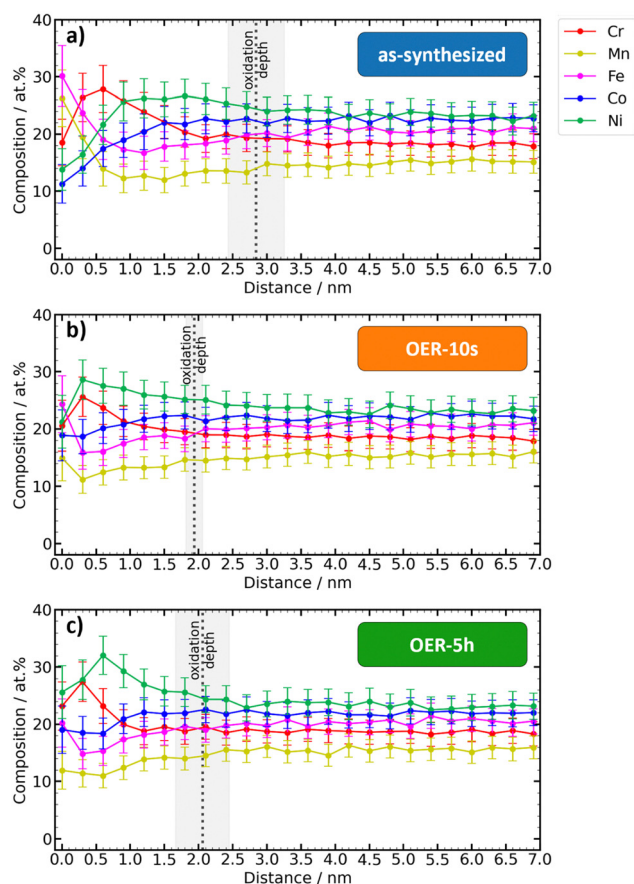 a)
as-synthesized
oxidation
depth
Composition / at.%
40
30
20
10
0
0.0 0.5 1.0 1.5 2.0 2.5 3.0 3.5 4.0 4.5 5.0 5.5 6.0 6.5 7.0
Distance / nm
Cr
Mn
Fe
Co
Ni
b)
OER-10s
oxidation
depth
Composition / at.%
40
30
20
10
0
0.0 0.5 1.0 1.5 2.0 2.5 3.0 3.5 4.0 4.5 5.0 5.5 6.0 6.5 7.0
Distance / nm
c)
OER-5h
oxidation
depth
Composition / at.%
40
30
20
10
0
0.0 0.5 1.0 1.5 2.0 2.5 3.0 3.5 4.0 4.5 5.0 5.5 6.0 6.5 7.0
Distance / nm